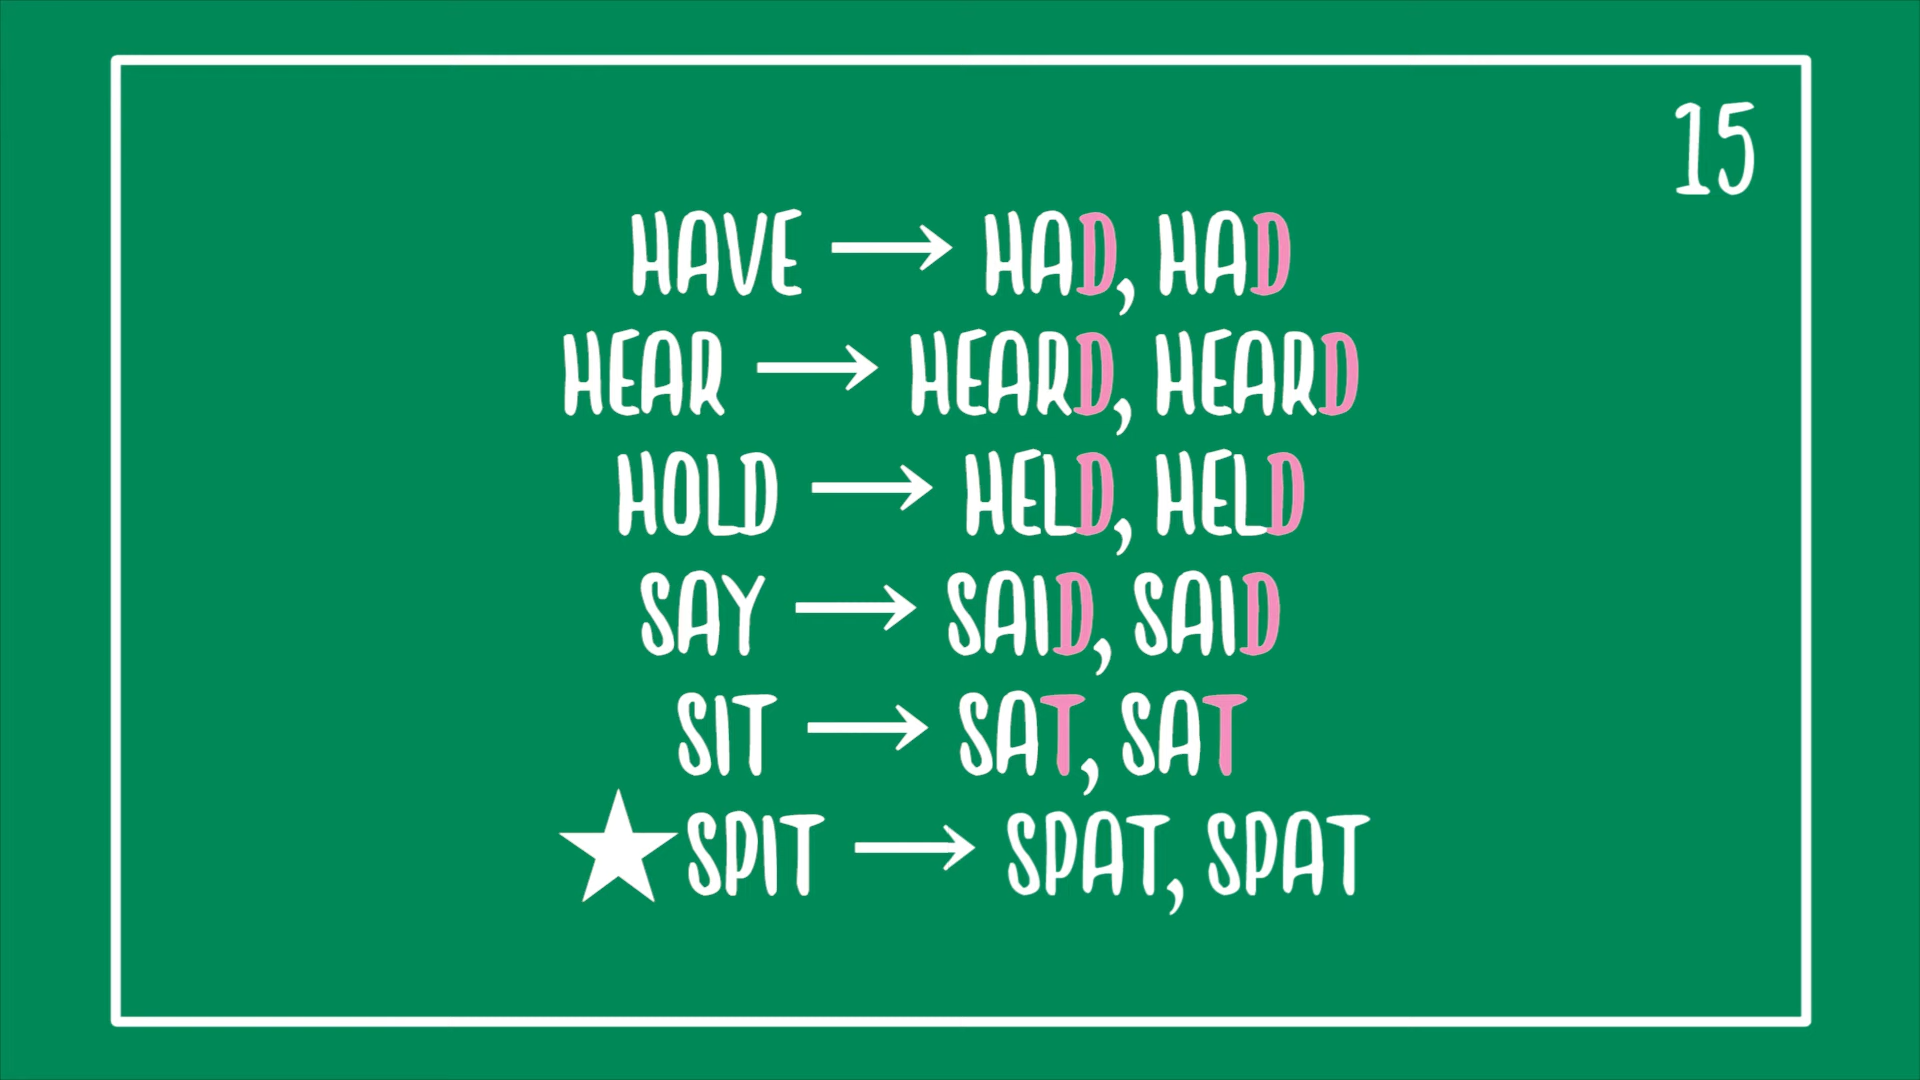 15
HAVE → HAD, HAD
HEAR → HEARD, HEARD
HOLD → HELD, HELD
SAY → SAID, SAID
SIT → SAT, SAT
★SPIT → SPAT, SPAT